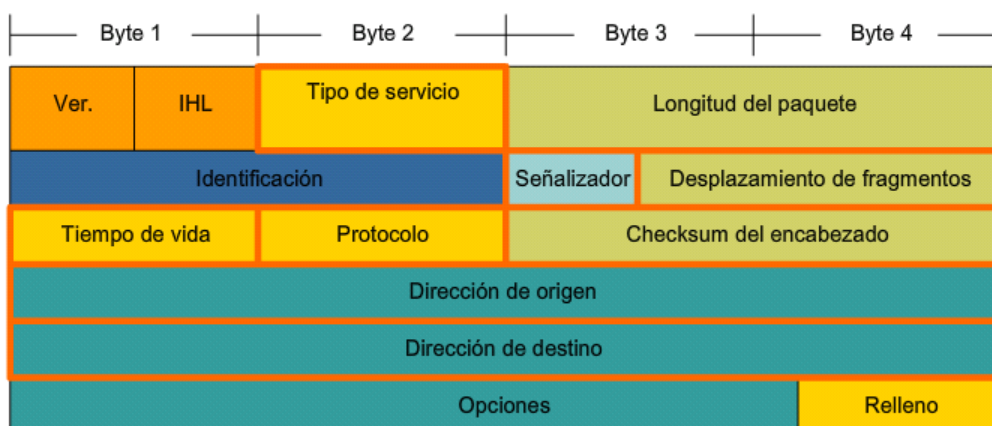 Byte 1 Byte 2 Byte 3 Byte 4
Ver. IHL Tipo de servicio Longitud del paquete
Identificación Señalizador Desplazamiento de fragmentos
Tiempo de vida Protocolo Checksum del encabezado
Dirección de origen
Dirección de destino
Opciones Relleno